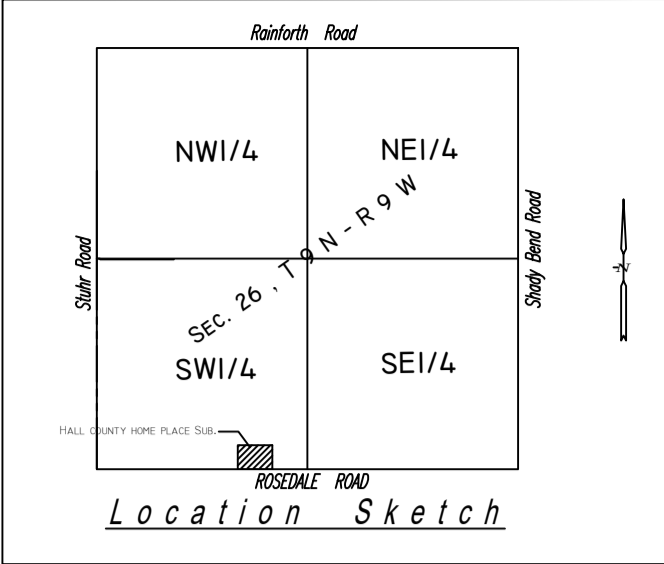 Rainforth Road
NW1/4
NE1/4
SEC. 26 , T 9 N - R 9 W
Stuhr Road
Shady Bend Road
N
SW1/4
SE1/4
HALL COUNTY HOME PLACE SUB.
ROSEDALE ROAD
Location Sketch